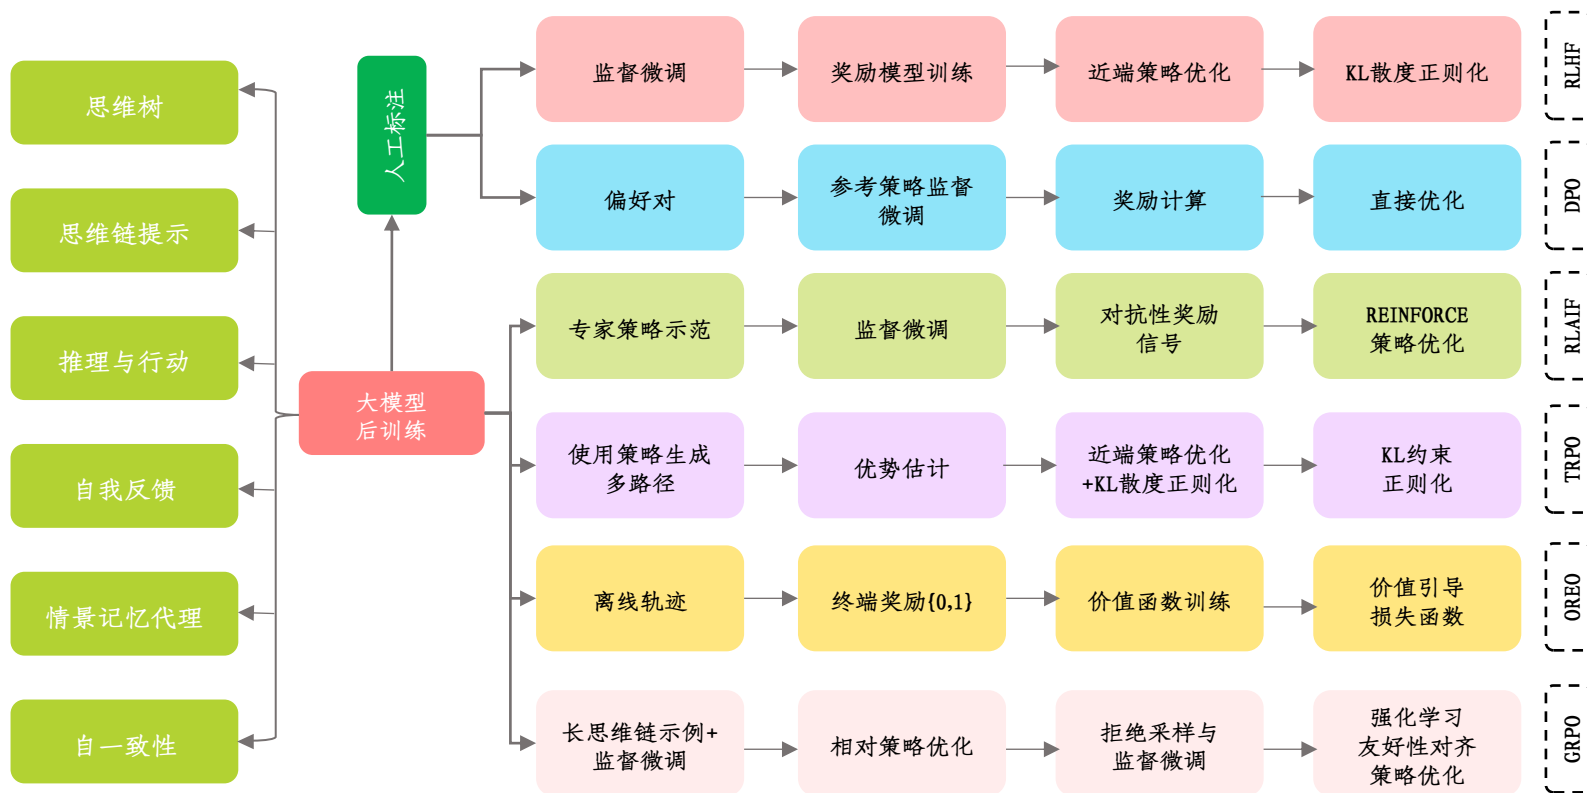 思维树
思维链提示
推理与行动
自我反馈
情景记忆代理
自一致性
大模型
后训练
人工标注
监督微调
奖励模型训练
近端策略优化
KL散度正则化
RLHF
偏好对
参考策略监督
微调
奖励计算
直接优化
DPO
专家策略示范
监督微调
对抗性奖励
信号
REINFORCE
策略优化
RLAIF
使用策略生成
多路径
优势估计
近端策略优化
+KL散度正则化
KL约束
正则化
TRPO
离线轨迹
终端奖励{0,1}
价值函数训练
价值引导
损失函数
OREO
长思维链示例+
监督微调
相对策略优化
拒绝采样与
监督微调
强化学习
友好性对齐
策略优化
GRPO